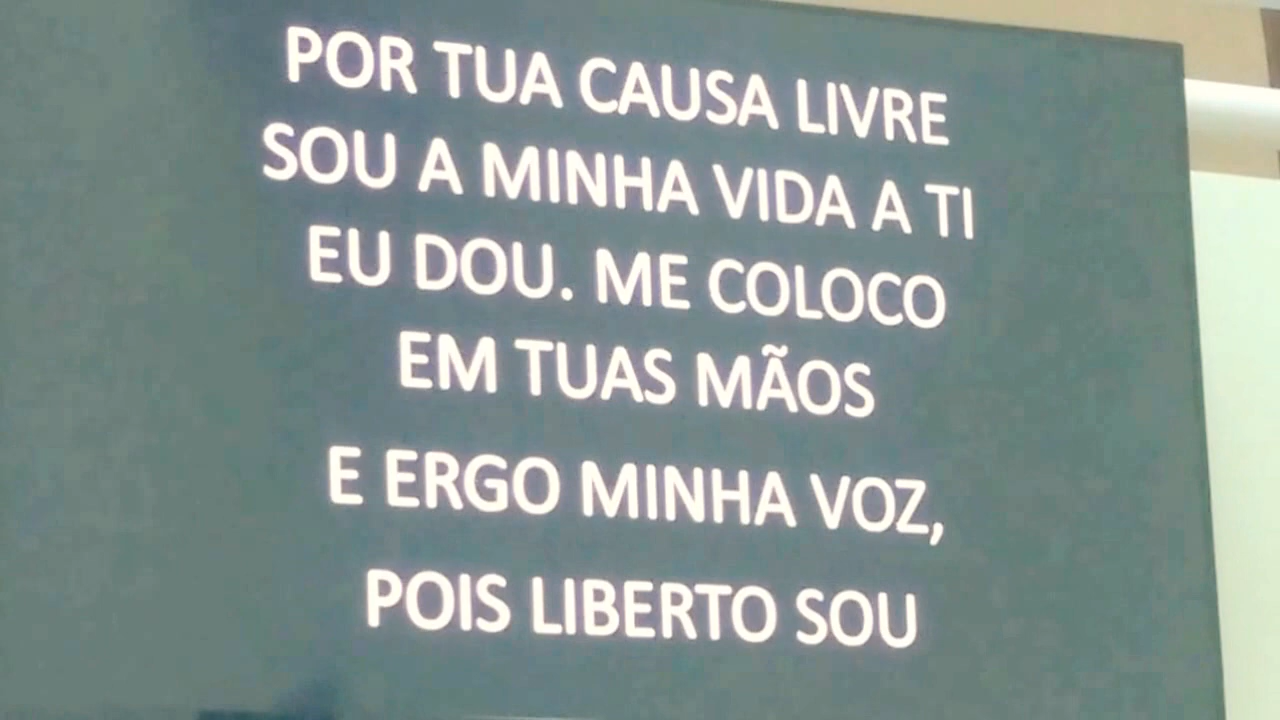 POR TUA CAUSA LIVRE
SOU A MINHA VIDA A TI
EU DOU. ME COLOCO
EM TUAS MÃOS
E ERGO MINHA VOZ,
POIS LIBERTO SOU